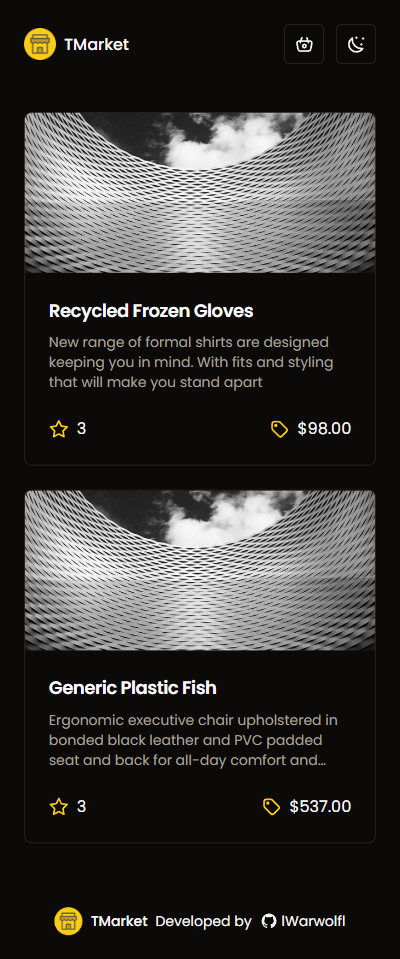 TMarket
Recycled Frozen Gloves
New range of formal shirts are designed
keeping you in mind. With fits and styling
that will make you stand apart
3
$98.00
Generic Plastic Fish
Ergonomic executive chair upholstered in
bonded black leather and PVC padded
seat and back for all-day comfort and…
3
$537.00
TMarket Developed by lWarwolfl